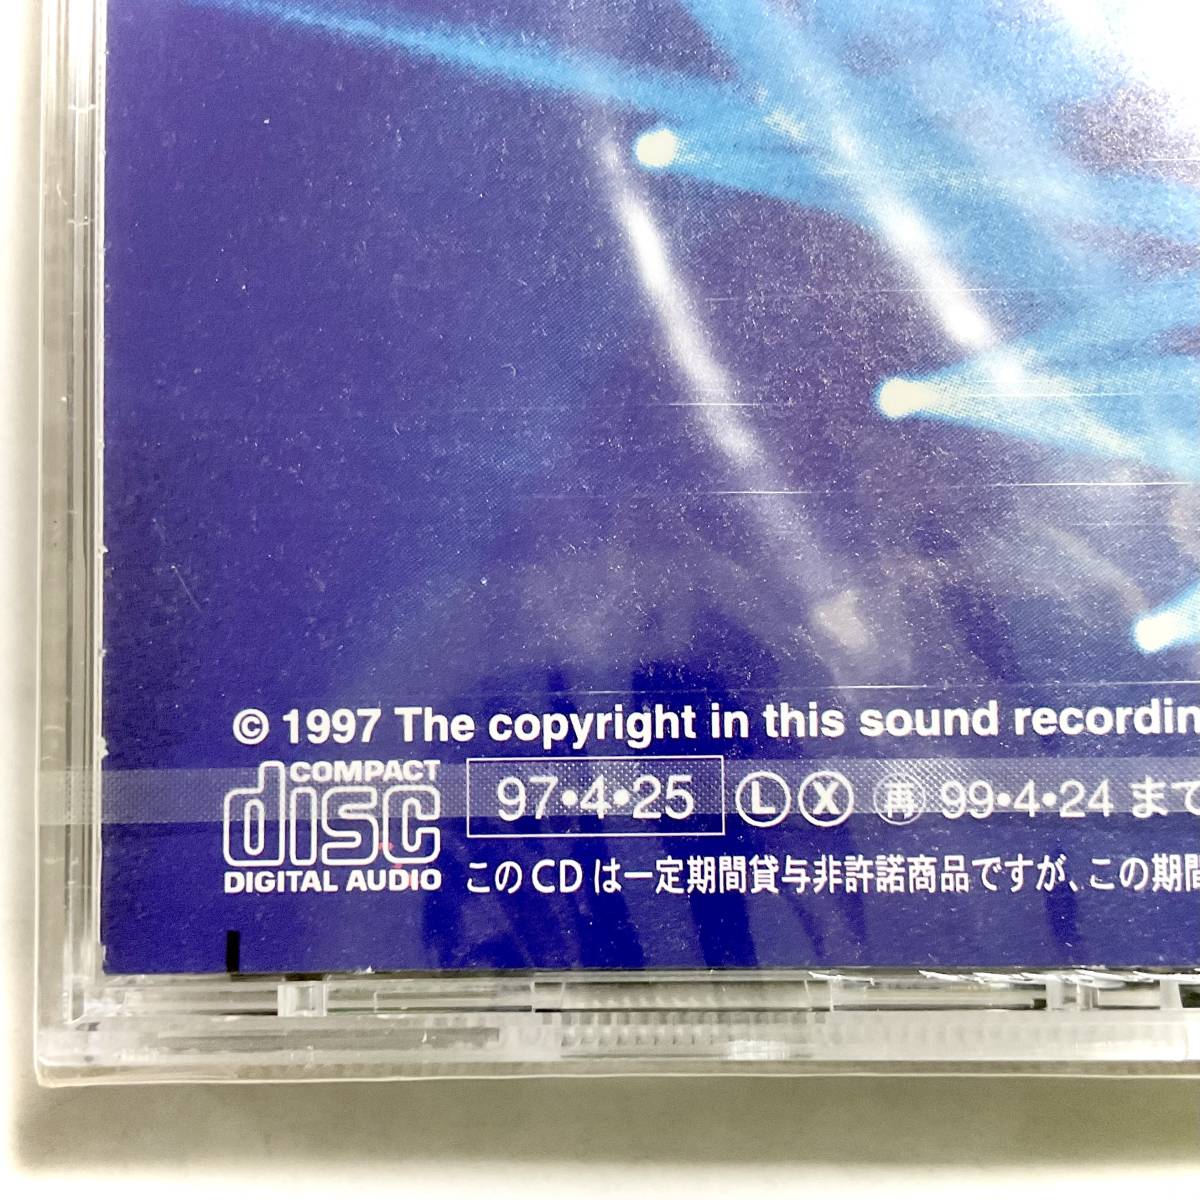 © 1997 The copyright in this sound
COMPACT
disc
DIGITAL AUDIO
97•4•25 Ⓛ Ⓧ ㊢ 99•4•24 まで
このCDは一定期間貸与非許諾商品ですが、この期間